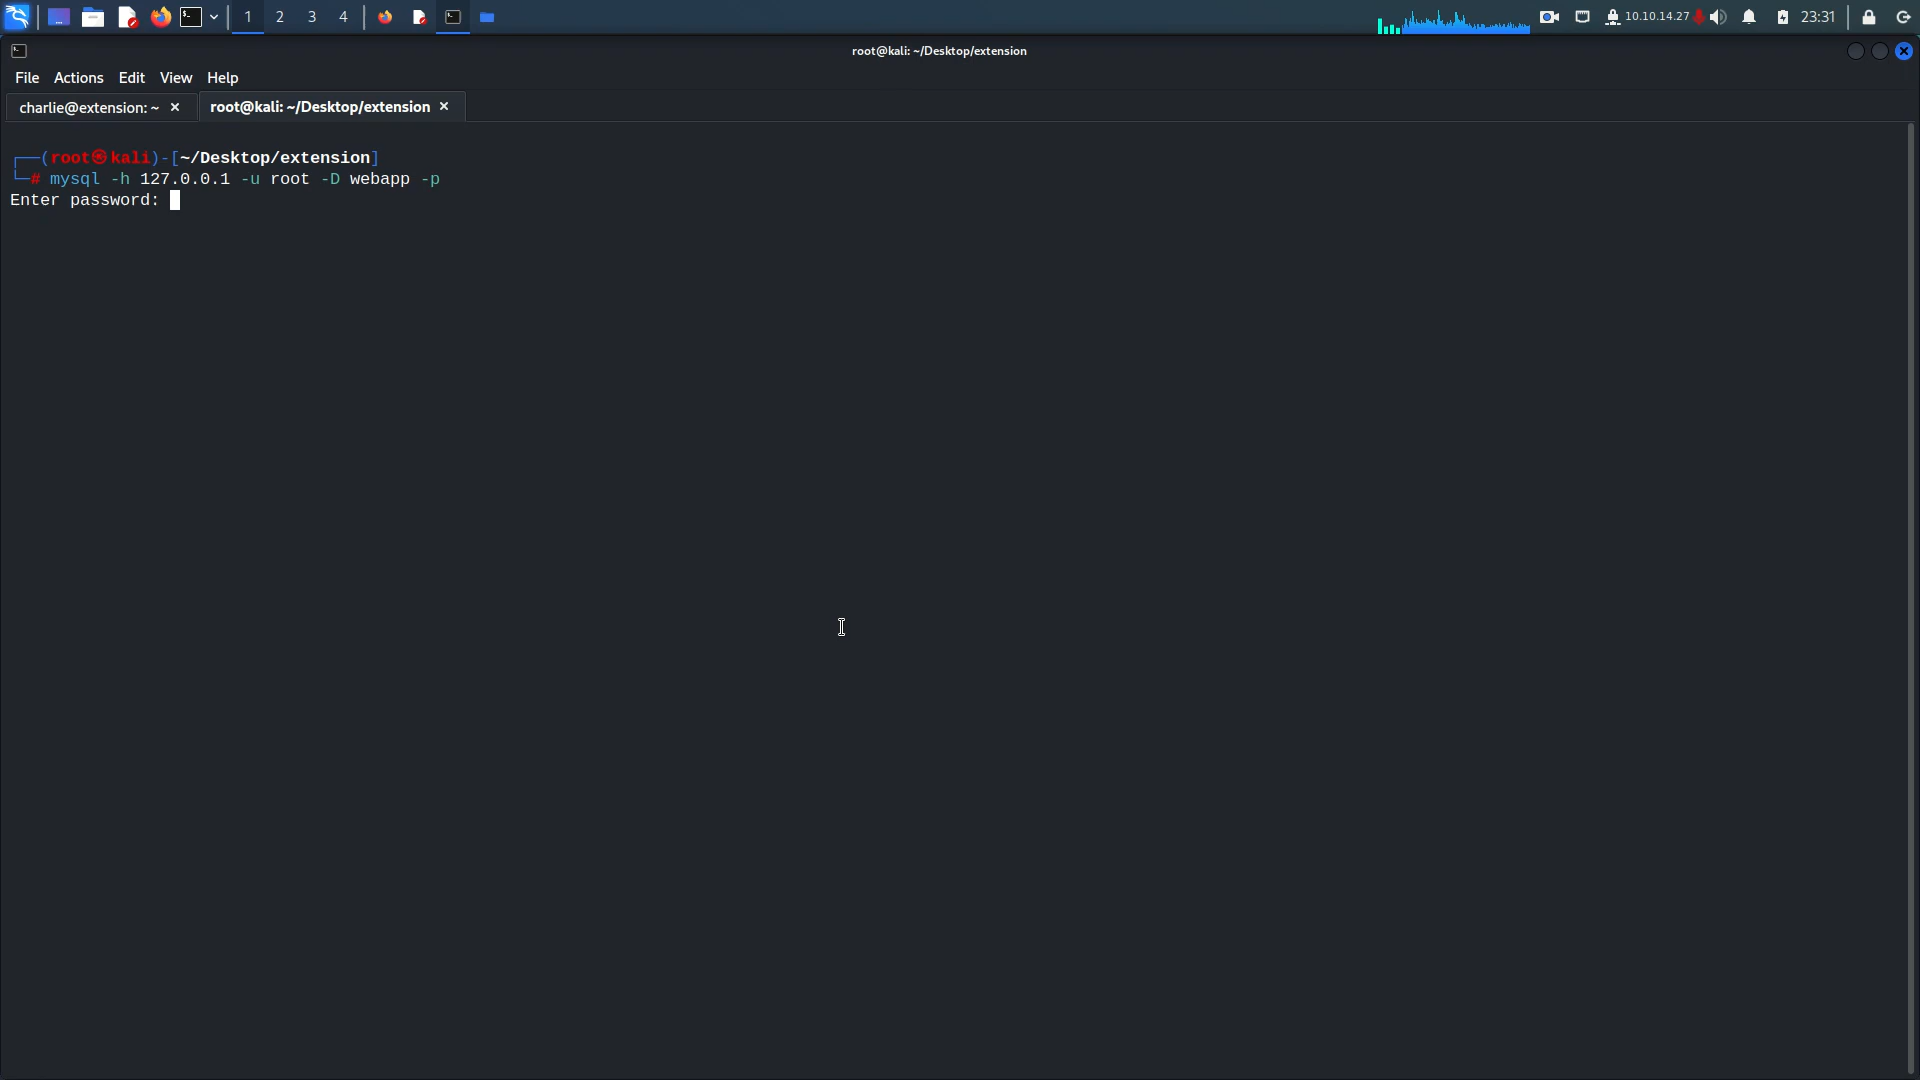 1 2 3 4 10.10.14.27 23:31
root@kali: ~/Desktop/extension
File Actions Edit View Help
charlie@extension: ~ × root@kali: ~/Desktop/extension ×
┌──(root㉿kali)-[~/Desktop/extension]
└─# mysql -h 127.0.0.1 -u root -D webapp -p
Enter password: